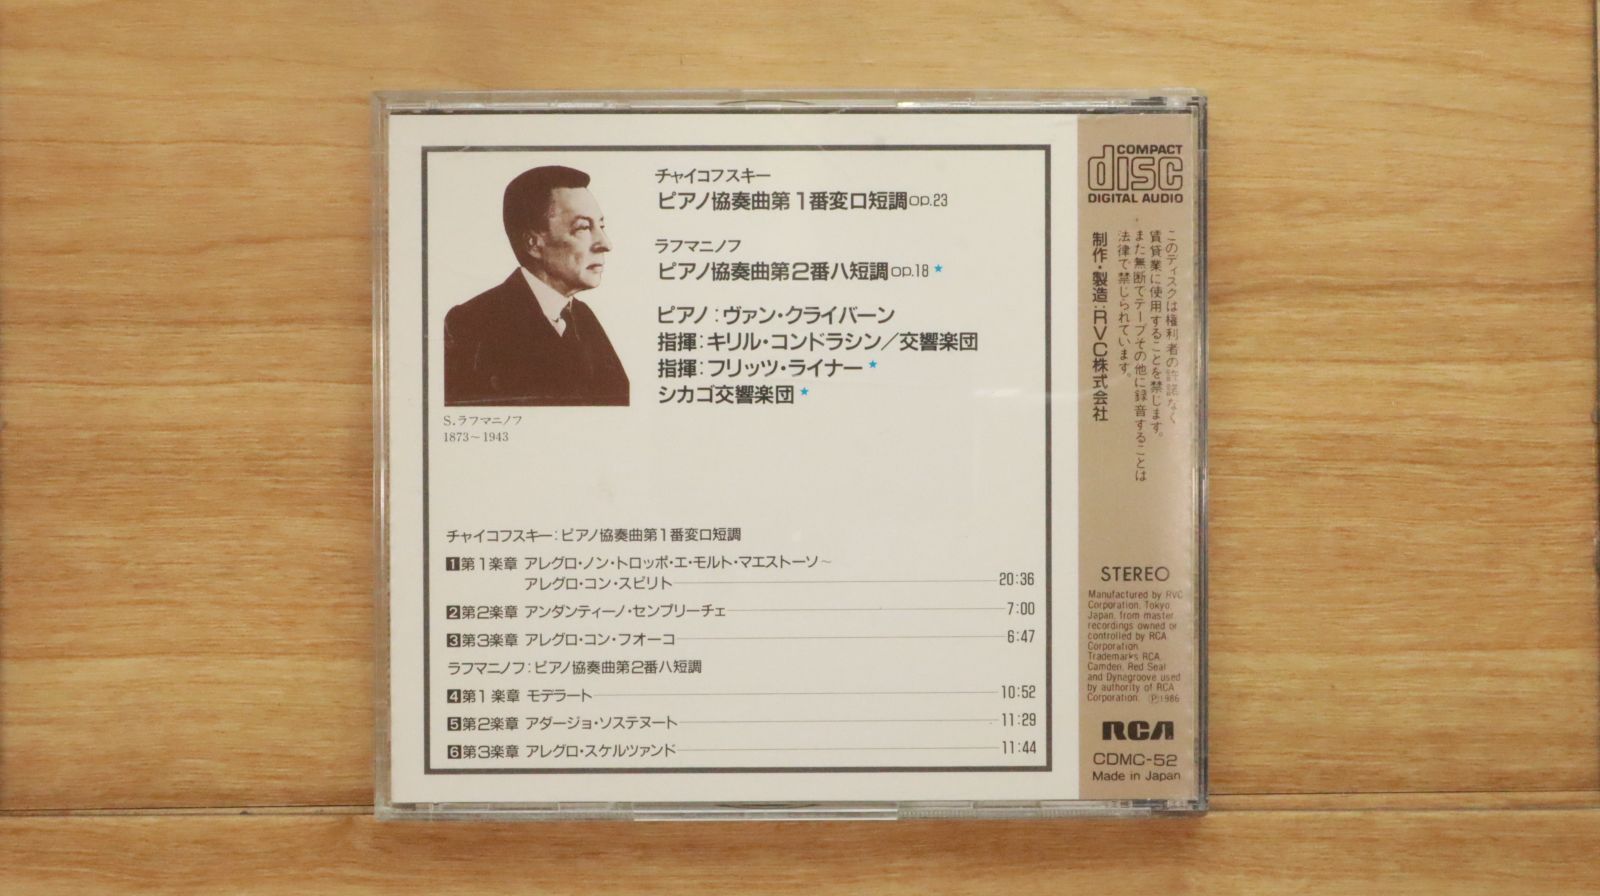 チャイコフスキー
ピアノ協奏曲第1番変ロ短調op.23
ラフマニノフ
ピアノ協奏曲第2番ハ短調op.18★
ピアノ:ヴァン・クライバーン
指揮:キリル・コンドラシン/交響楽団
指揮:フリッツ・ライナー★
シカゴ交響楽団★
S.ラフマニノフ
1873〜1943
チャイコフスキー:ピアノ協奏曲第1番変ロ短調
1 第1楽章 アレグロ・ノン・トロッポ・エ・モルト・マエストーソ〜
アレグロ・コン・スピリト 20:36
2 第2楽章 アンダンティーノ・センプリーチェ 7:00
3 第3楽章 アレグロ・コン・フオーコ 6:47
ラフマニノフ:ピアノ協奏曲第2番ハ短調
4 第1楽章 モデラート 10:52
5 第2楽章 アダージョ・ソステヌート 11:29
6 第3楽章 アレグロ・スケルツァンド 11:44
COMPACT
disc
DIGITAL AUDIO
このディスクは権利者の許諾なく
賃貸業に使用することを禁じます。
また無断でテープその他に録音することは
法律で禁じられています。
制作・製造:RVC株式会社
STEREO
Manufactured by RVC
Corporation, Tokyo,
Japan, from master
recordings owned or
controlled by RCA
Corporation.
Trademarks RCA,
Camden, Red Seal
and Dynagroove used
by authority of RCA
Corporation. Ⓟ1986
RCA
CDMC-52
Made in Japan